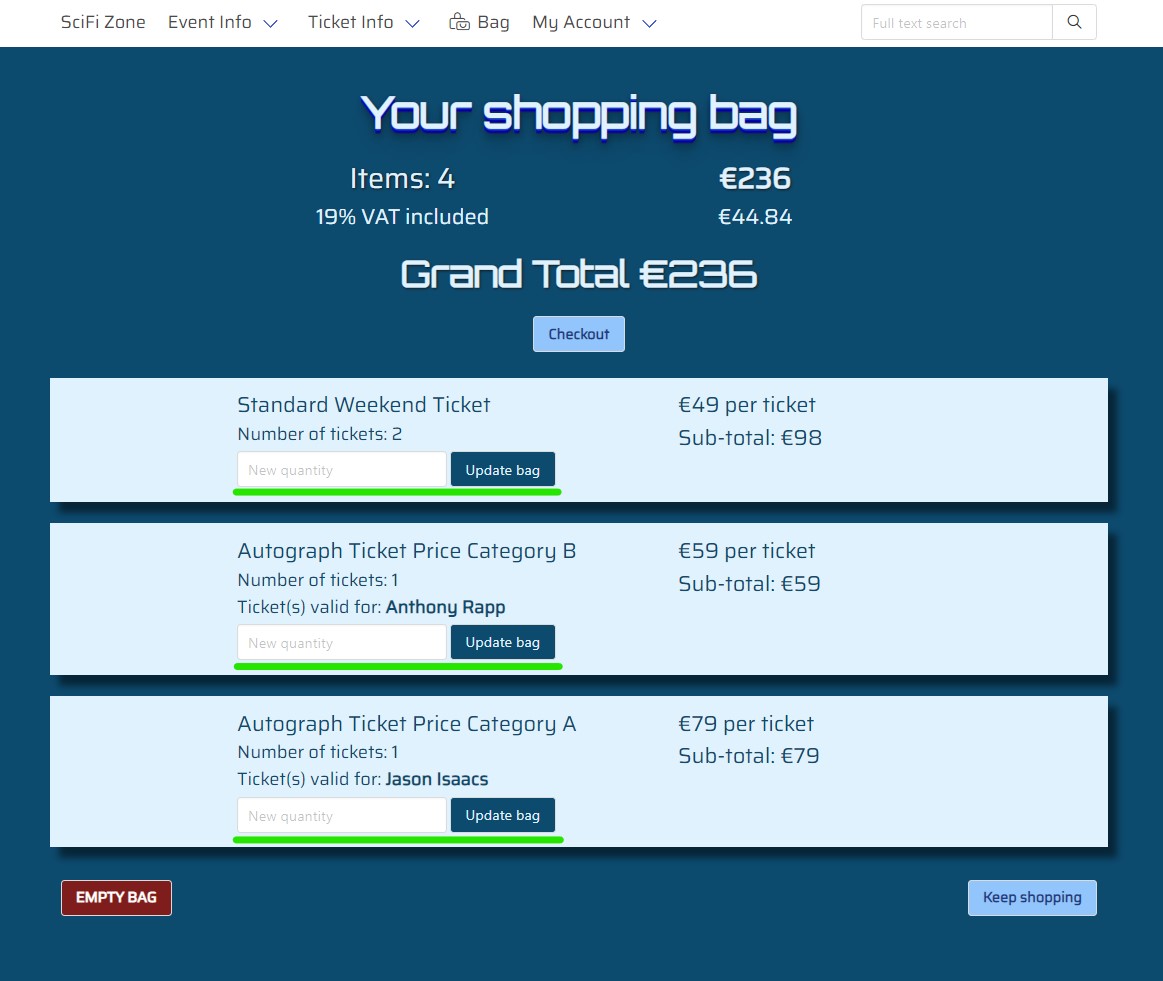 SciFi Zone Event Info Ticket Info Bag My Account Full text search
Your shopping bag
Items: 4 €236
19% VAT included €44.84
Grand Total €236
Checkout
Standard Weekend Ticket €49 per ticket
Number of tickets: 2 Sub-total: €98
New quantity Update bag
Autograph Ticket Price Category B €59 per ticket
Number of tickets: 1 Sub-total: €59
Ticket(s) valid for: Anthony Rapp
New quantity Update bag
Autograph Ticket Price Category A €79 per ticket
Number of tickets: 1 Sub-total: €79
Ticket(s) valid for: Jason Isaacs
New quantity Update bag
EMPTY BAG Keep shopping